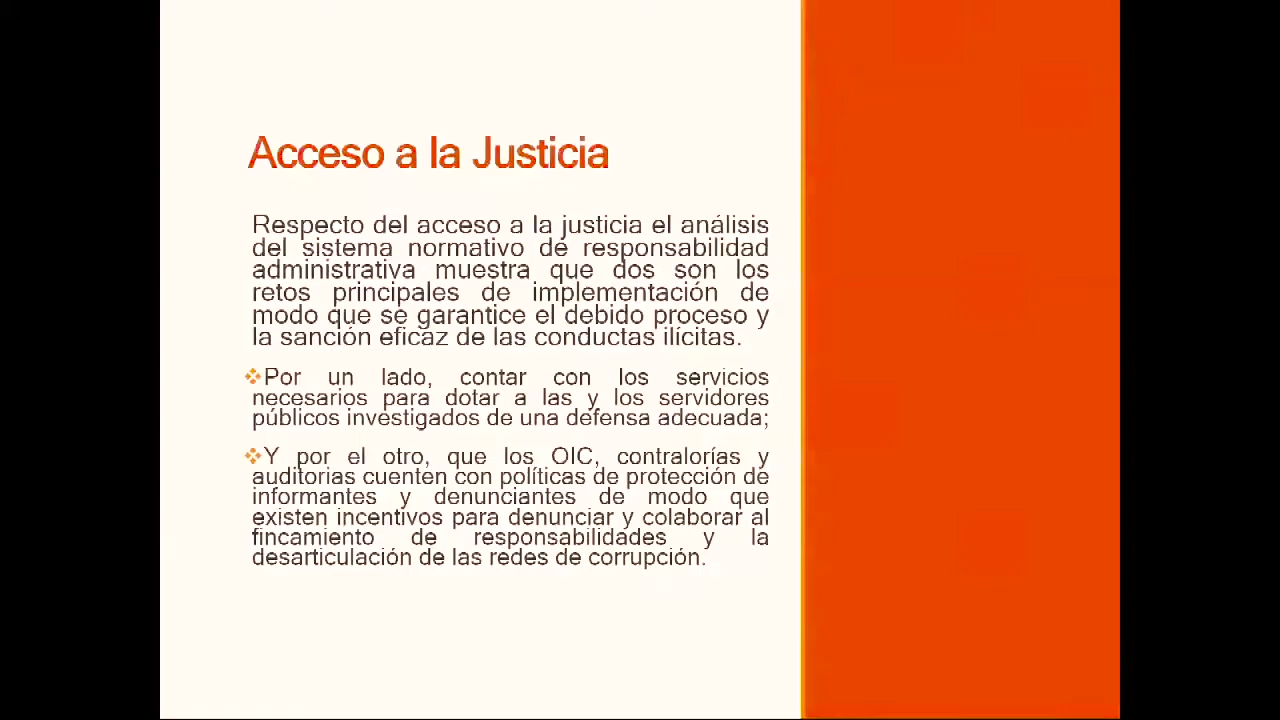 Acceso a la Justicia
Respecto del acceso a la justicia el análisis
del sistema normativo de responsabilidad
administrativa muestra que dos son los
retos principales de implementación de
modo que se garantice el debido proceso y
la sanción eficaz de las conductas ilícitas.
Por un lado, contar con los servicios
necesarios para dotar a las y los servidores
públicos investigados de una defensa adecuada;
Y por el otro, que los OIC, contralorías y
auditorias cuenten con políticas de protección de
informantes y denunciantes de modo que
existen incentivos para denunciar y colaborar al
fincamiento de responsabilidades y la
desarticulación de las redes de corrupción.